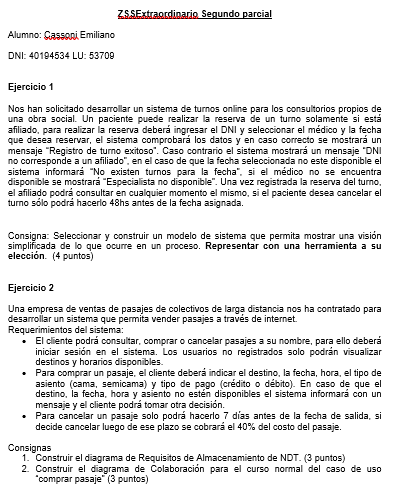 ZSSExtraordinario Segundo parcial
Alumno: Cassoni Emiliano
DNI: 40194534 LU: 53709
Ejercicio 1
Nos han solicitado desarrollar un sistema de turnos online para los consultorios propios de
una obra social. Un paciente puede realizar la reserva de un turno solamente si está
afiliado, para realizar la reserva deberá ingresar el DNI y seleccionar el médico y la fecha
que desea reservar, el sistema comprobará los datos y en caso correcto se mostrará un
mensaje “Registro de turno exitoso”. Caso contrario el sistema mostrará un mensaje “DNI
no corresponde a un afiliado”, en el caso de que la fecha seleccionada no este disponible el
sistema informará “No existen turnos para la fecha”, si el médico no se encuentra
disponible se mostrará “Especialista no disponible”. Una vez registrada la reserva del turno,
el afiliado podrá consultar en cualquier momento el mismo, si el paciente desea cancelar el
turno sólo podrá hacerlo 48hs antes de la fecha asignada.
Consigna: Seleccionar y construir un modelo de sistema que permita mostrar una visión
simplificada de lo que ocurre en un proceso. Representar con una herramienta a su
elección. (4 puntos)
Ejercicio 2
Una empresa de ventas de pasajes de colectivos de larga distancia nos ha contratado para
desarrollar un sistema que permita vender pasajes a través de internet.
Requerimientos del sistema:
• El cliente podrá consultar, comprar o cancelar pasajes a su nombre, para ello deberá
iniciar sesión en el sistema. Los usuarios no registrados solo podrán visualizar
destinos y horarios disponibles.
• Para comprar un pasaje, el cliente deberá indicar el destino, la fecha, hora, el tipo de
asiento (cama, semicama) y tipo de pago (crédito o débito). En caso de que el
destino, la fecha, hora y asiento no estén disponibles el sistema informará con un
mensaje y el cliente podrá tomar otra decisión.
• Para cancelar un pasaje solo podrá hacerlo 7 días antes de la fecha de salida, si
decide cancelar luego de ese plazo se cobrará el 40% del costo del pasaje.
Consignas
1. Construir el diagrama de Requisitos de Almacenamiento de NDT. (3 puntos)
2. Construir el diagrama de Colaboración para el curso normal del caso de uso
“comprar pasaje” (3 puntos)